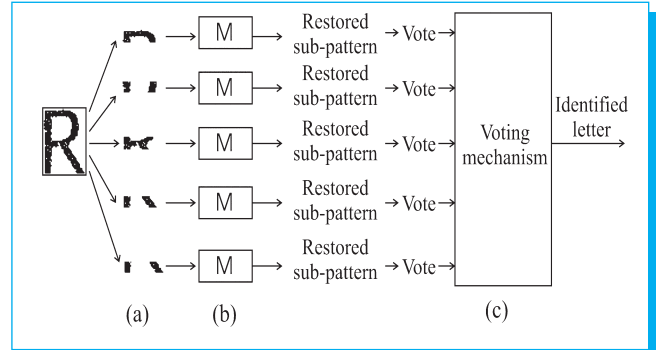 R
M
Restored
sub-pattern
Vote
M
Restored
sub-pattern
Vote
M
Restored
sub-pattern
Vote
M
Restored
sub-pattern
Vote
M
Restored
sub-pattern
Vote
Voting
mechanism
Identified
letter
(a)
(b)
(c)